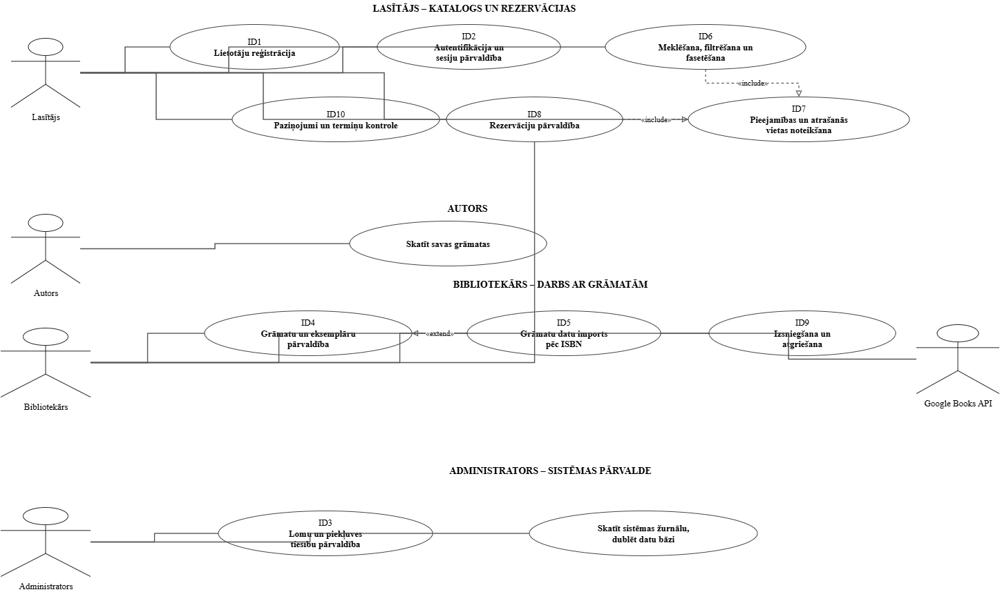 LASĪTĀJS – KATALOGS UN REZERVĀCIJAS
ID1
Lietotāju reģistrācija
ID2
Autentifikācija un
sesiju pārvaldība
ID6
Meklēšana, filtrēšana un
fasetēšana
«include»
Lasītājs
ID10
Paziņojumi un termiņu kontrole
ID8
Rezervāciju pārvaldība
«include»
ID7
Pieejamības un atrašanās
vietas noteikšana
AUTORS
Skatīt savas grāmatas
Autors
BIBLIOTEKĀRS – DARBS AR GRĀMATĀM
ID4
Grāmatu un eksemplāru
pārvaldība
«extend»
ID5
Grāmatu datu imports
pēc ISBN
ID9
Izsniegšana un
atgriešana
Bibliotekārs
Google Books API
ADMINISTRATORS – SISTĒMAS PĀRVALDE
ID3
Lomu un piekļuves
tiesību pārvaldība
Skatīt sistēmas žurnālu,
dublēt datu bāzi
Administrators